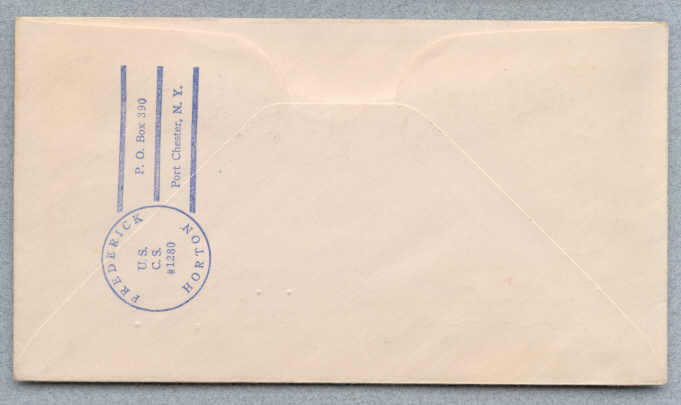 FREDERICK HORTON
U.S.
C.S.
#1280
P. O. Box 390
Port Chester, N. Y.